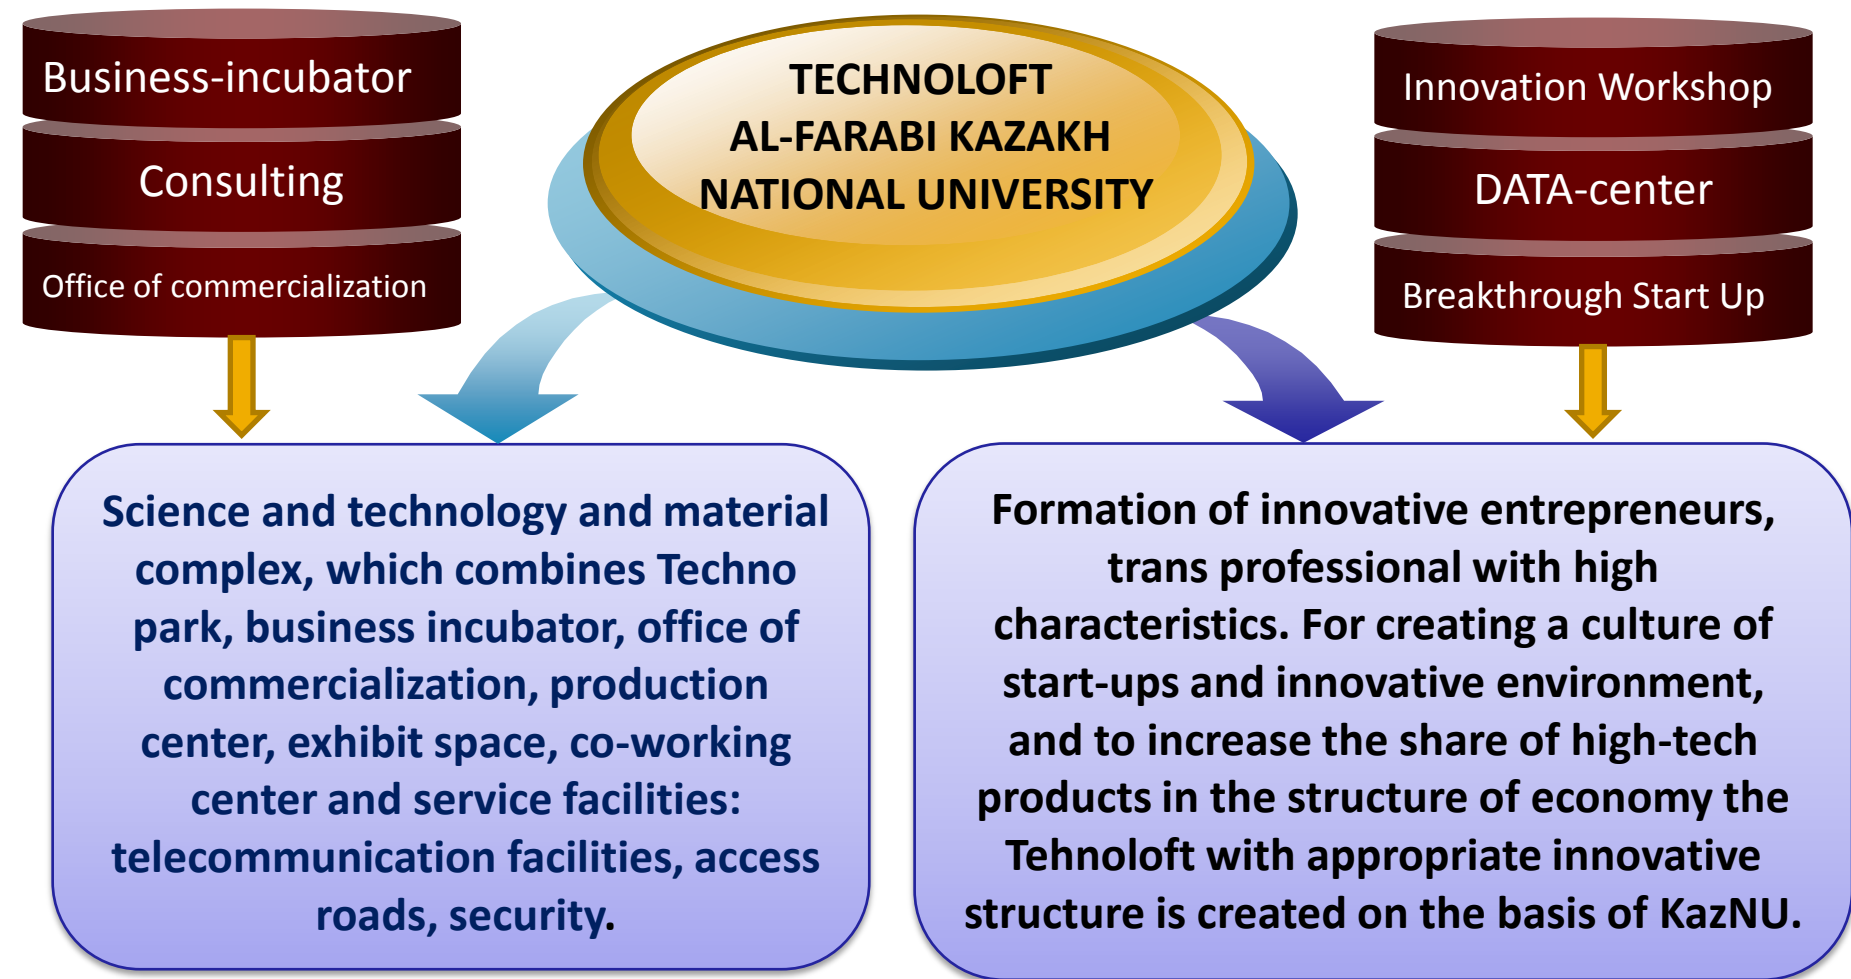 Business-incubator
Consulting
Office of commercialization
TECHNOLOFT
AL-FARABI KAZAKH
NATIONAL UNIVERSITY
Innovation Workshop
DATA-center
Breakthrough Start Up
Science and technology and material
complex, which combines Techno
park, business incubator, office of
commercialization, production
center, exhibit space, co-working
center and service facilities:
telecommunication facilities, access
roads, security.
Formation of innovative entrepreneurs,
trans professional with high
characteristics. For creating a culture of
start-ups and innovative environment,
and to increase the share of high-tech
products in the structure of economy the
Tehnoloft with appropriate innovative
structure is created on the basis of KazNU.